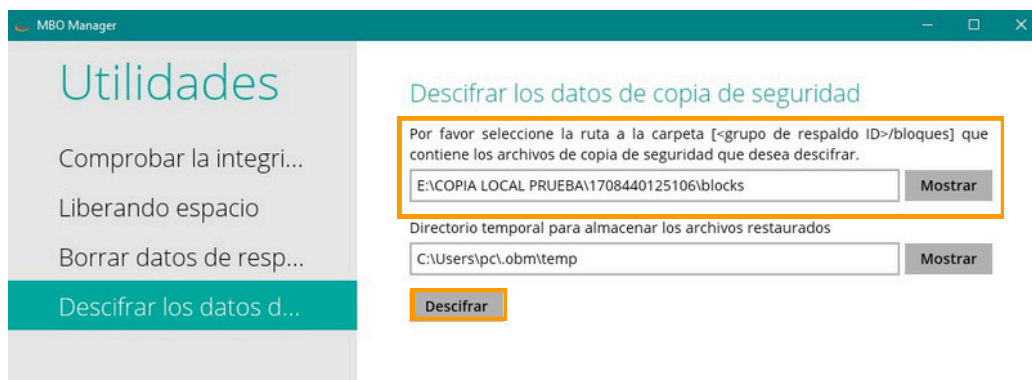 MBO Manager
Utilidades
Comprobar la integri...
Liberando espacio
Borrar datos de resp...
Descifrar los datos d...
Descifrar los datos de copia de seguridad
Por favor seleccione la ruta a la carpeta [<grupo de respaldo ID>/bloques] que
contiene los archivos de copia de seguridad que desea descifrar.
E:\COPIA LOCAL PRUEBA\1708440125106\blocks
Mostrar
Directorio temporal para almacenar los archivos restaurados
C:\Users\pc\.obm\temp
Mostrar
Descifrar